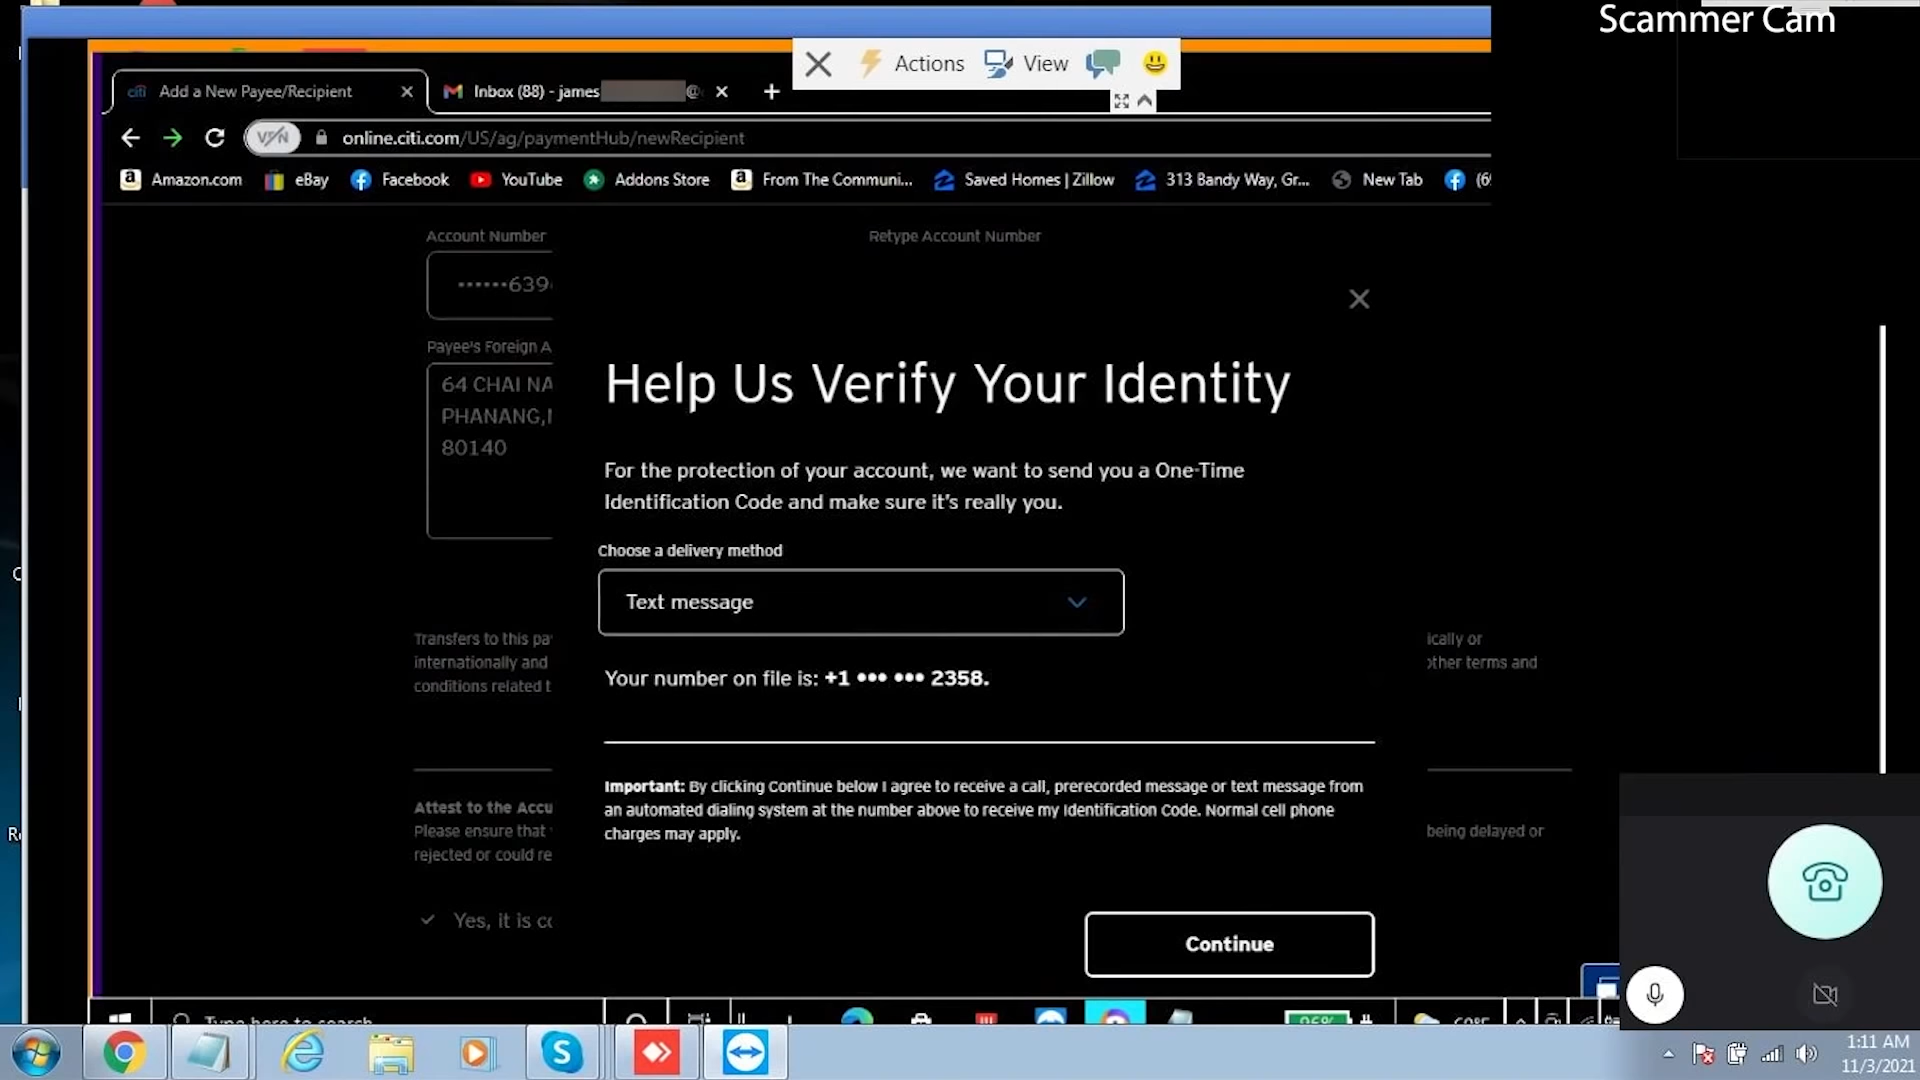 Scammer Cam
Actions View
Add a New Payee/Recipient
Inbox (88) - james @
VPN
online.citi.com/US/ag/paymentHub/newRecipient
Amazon.com
eBay
Facebook
YouTube
Addons Store
From The Communi...
Saved Homes | Zillow
313 Bandy Way, Gr...
New Tab
Account Number
Retype Account Number
••••••639
Payee's Foreign A
64 CHAI NA
PHANANG,
80140
Help Us Verify Your Identity
For the protection of your account, we want to send you a One-Time
Identification Code and make sure it's really you.
Choose a delivery method
Text message
Your number on file is: +1 ••• ••• 2358.
Transfers to this pa
internationally and
conditions related t
ically or
other terms and
Important: By clicking Continue below I agree to receive a call, prerecorded message or text message from
an automated dialing system at the number above to receive my Identification Code. Normal cell phone
charges may apply.
Attest to the Accu
Please ensure that
rejected or could re
being delayed or
Yes, it is co
Continue
Type here to search
96%
1:11 AM
11/3/2021